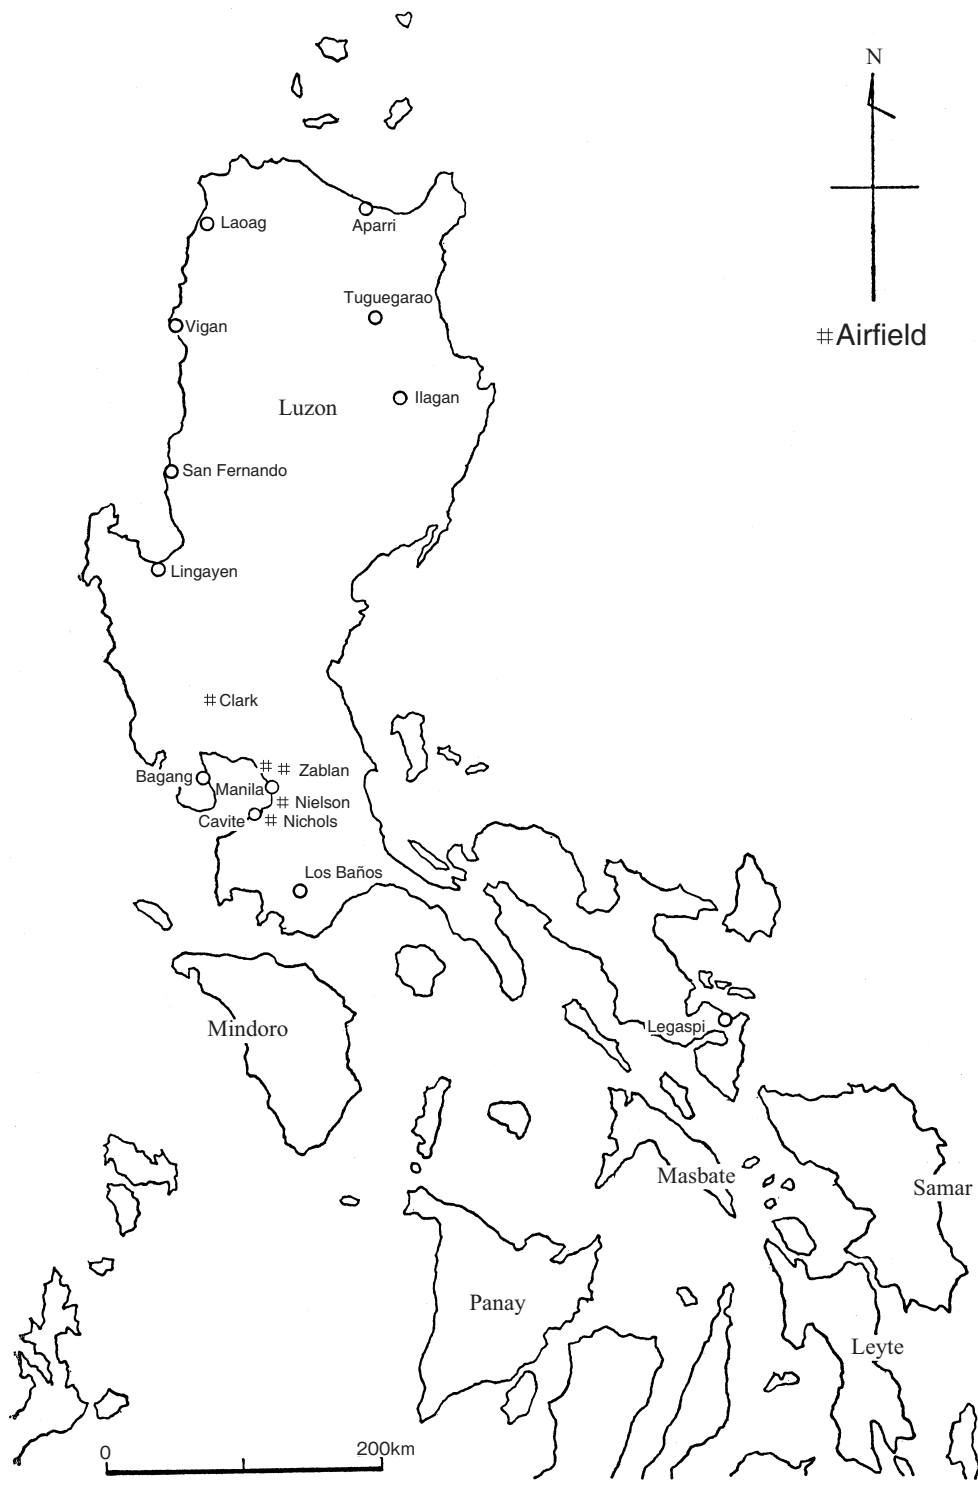 N
Laoag
Aparri
Tuguegarao
Vigan
#Airfield
Ilagan
Luzon
San Fernando
Lingayen
#Clark
Bagang
# # Zablan
Manila
# Nielson
Cavite
# Nichols
Los Baños
Legaspi
Mindoro
Masbate
Samar
Panay
Leyte
0
200km